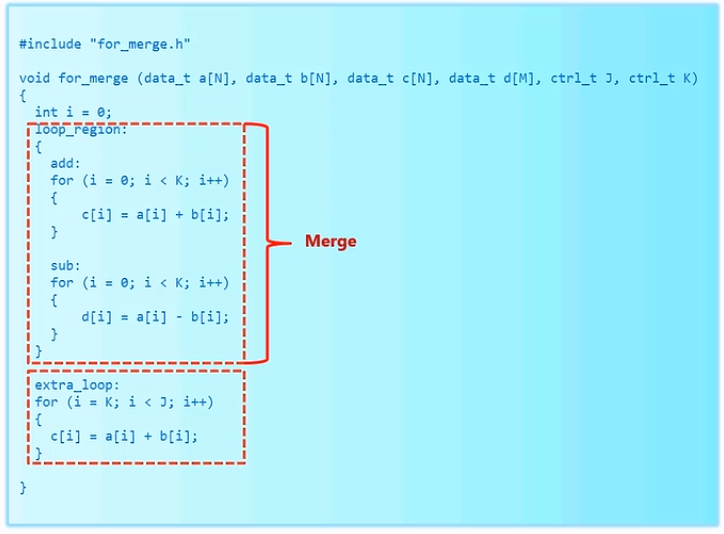 #include "for_merge.h"
void for_merge (data_t a[N], data_t b[N], data_t c[N], data_t d[M], ctrl_t J, ctrl_t K)
{
int i = 0;
loop_region:
{
add:
for (i = 0; i < K; i++)
{
c[i] = a[i] + b[i];
}
Merge
sub:
for (i = 0; i < K; i++)
{
d[i] = a[i] - b[i];
}
}
extra_loop:
for (i = K; i < J; i++)
{
c[i] = a[i] + b[i];
}
}